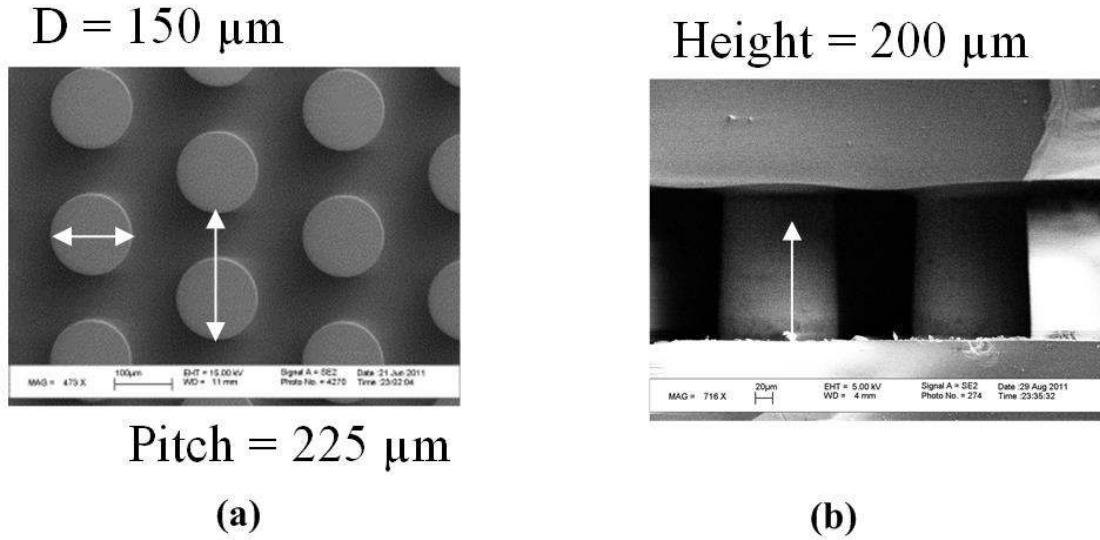 D = 150 µm
Height = 200 µm
MAG = 473 X
100µm
EHT = 15.00 kV
WD = 11 mm
Signal A = SE2
Photo No. = 4270
Date :21 Jun 2011
Time :23:02:04
MAG = 716 X
20µm
EHT = 5.00 kV
WD = 4 mm
Signal A = SE2
Photo No. = 274
Date :29 Aug 2011
Time :23:35:32
Pitch = 225 µm
(a)
(b)